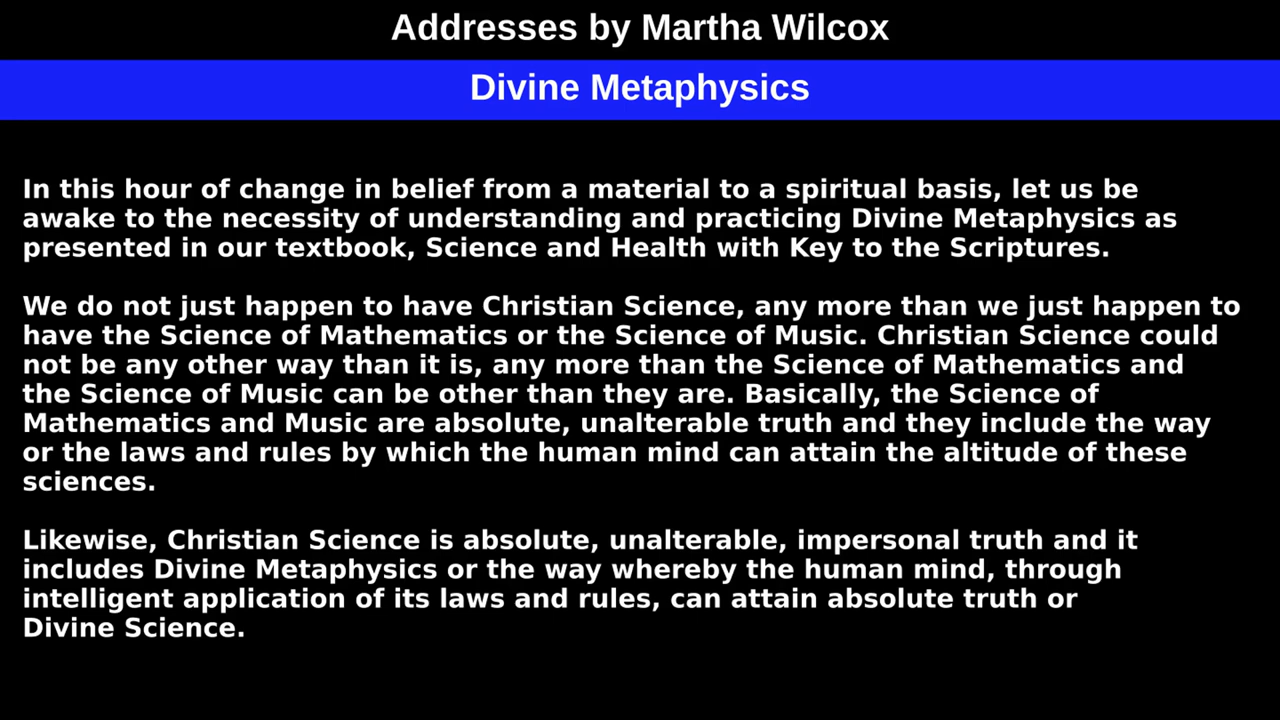 Addresses by Martha Wilcox
Divine Metaphysics
In this hour of change in belief from a material to a spiritual basis, let us be
awake to the necessity of understanding and practicing Divine Metaphysics as
presented in our textbook, Science and Health with Key to the Scriptures.
We do not just happen to have Christian Science, any more than we just happen to
have the Science of Mathematics or the Science of Music. Christian Science could
not be any other way than it is, any more than the Science of Mathematics and
the Science of Music can be other than they are. Basically, the Science of
Mathematics and Music are absolute, unalterable truth and they include the way
or the laws and rules by which the human mind can attain the altitude of these
sciences.
Likewise, Christian Science is absolute, unalterable, impersonal truth and it
includes Divine Metaphysics or the way whereby the human mind, through
intelligent application of its laws and rules, can attain absolute truth or
Divine Science.